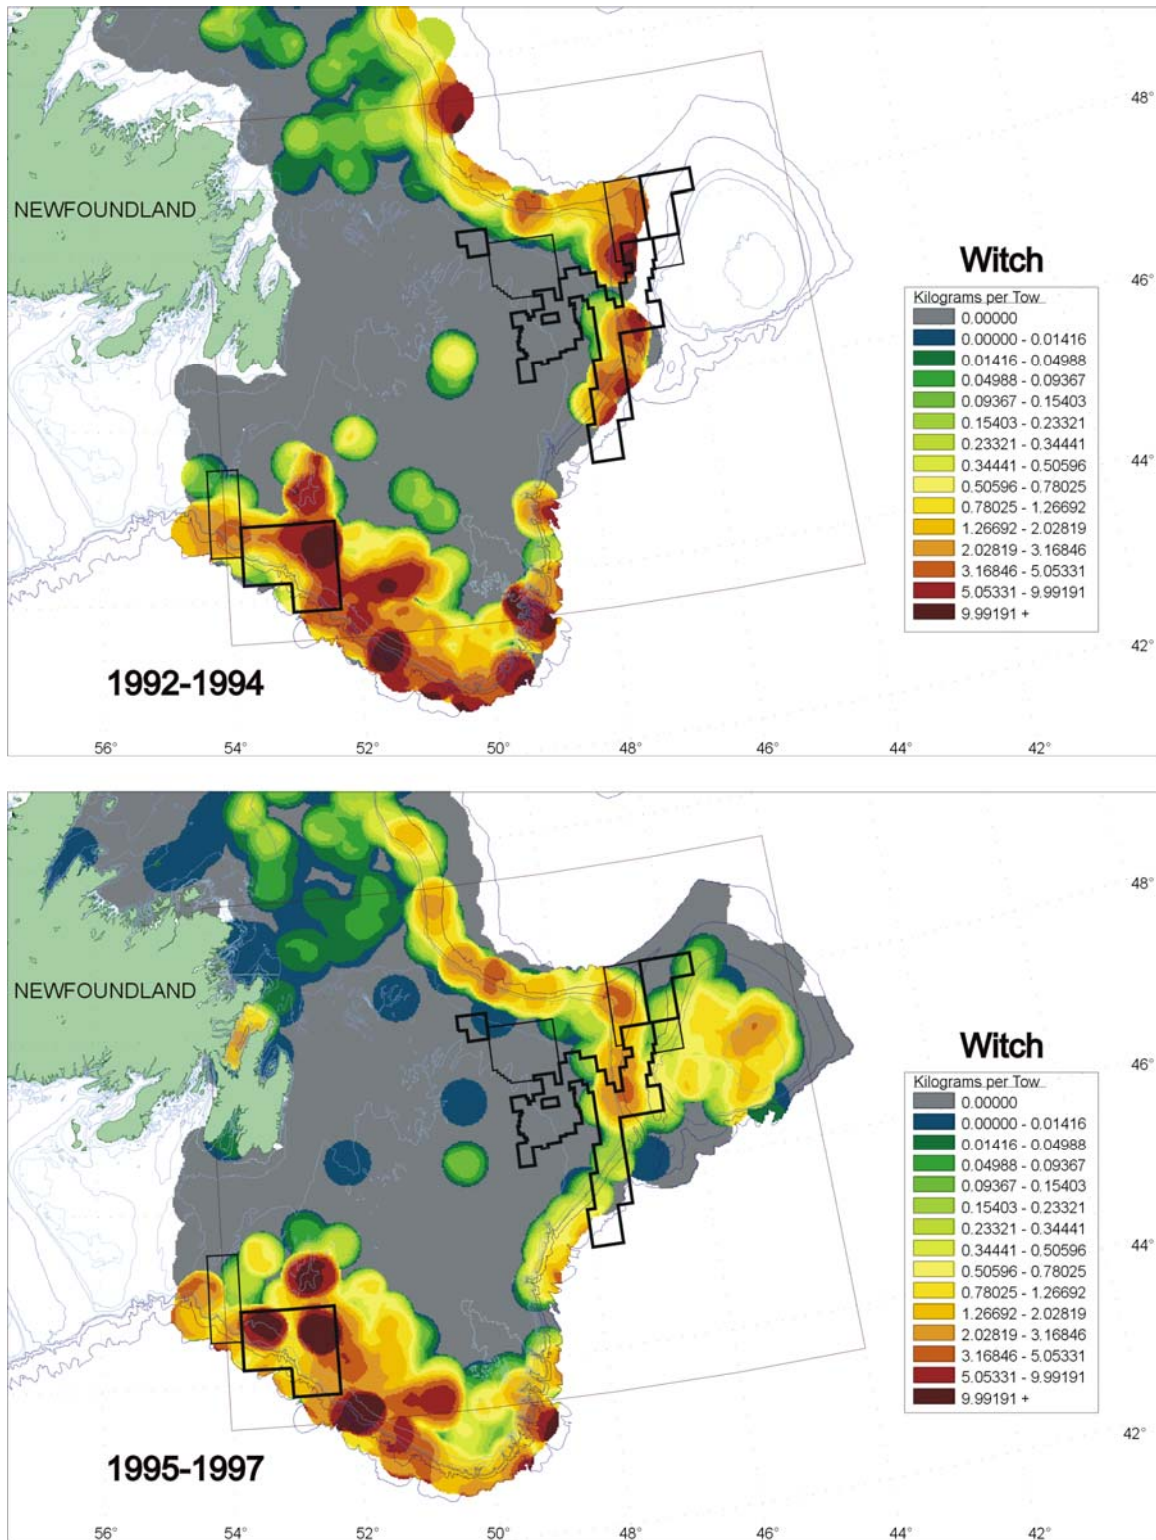 NEWFOUNDLAND
48°
46°
Witch
Kilograms per Tow
0.00000
0.00000 - 0.01416
0.01416 - 0.04988
0.04988 - 0.09367
0.09367 - 0.15403
0.15403 - 0.23321
0.23321 - 0.34441
0.34441 - 0.50596
0.50596 - 0.78025
0.78025 - 1.26692
1.26692 - 2.02819
2.02819 - 3.16846
3.16846 - 5.05331
5.05331 - 9.99191
9.99191 +
44°
42°
1992-1994
56° 54° 52° 50° 48° 46° 44° 42°
NEWFOUNDLAND
48°
46°
Witch
Kilograms per Tow
0.00000
0.00000 - 0.01416
0.01416 - 0.04988
0.04988 - 0.09367
0.09367 - 0.15403
0.15403 - 0.23321
0.23321 - 0.34441
0.34441 - 0.50596
0.50596 - 0.78025
0.78025 - 1.26692
1.26692 - 2.02819
2.02819 - 3.16846
3.16846 - 5.05331
5.05331 - 9.99191
9.99191 +
44°
42°
1995-1997
56° 54° 52° 50° 48° 46° 44° 42°